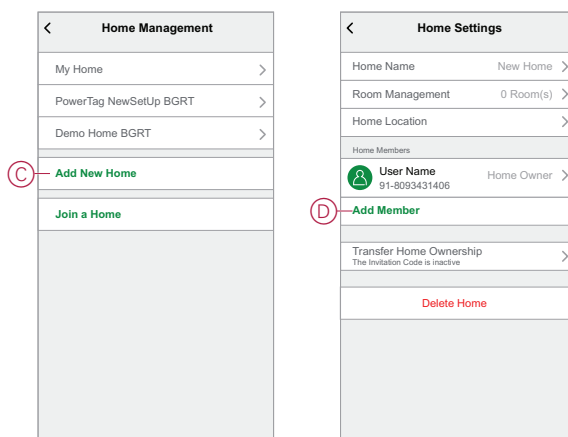 Home Management
My Home
PowerTag NewSetUp BGRT
Demo Home BGRT
C
Add New Home
Join a Home
Home Settings
Home Name New Home
Room Management 0 Room(s)
Home Location
Home Members
User Name
91-8093431406
Home Owner
D
Add Member
Transfer Home Ownership
The Invitation Code is inactive
Delete Home